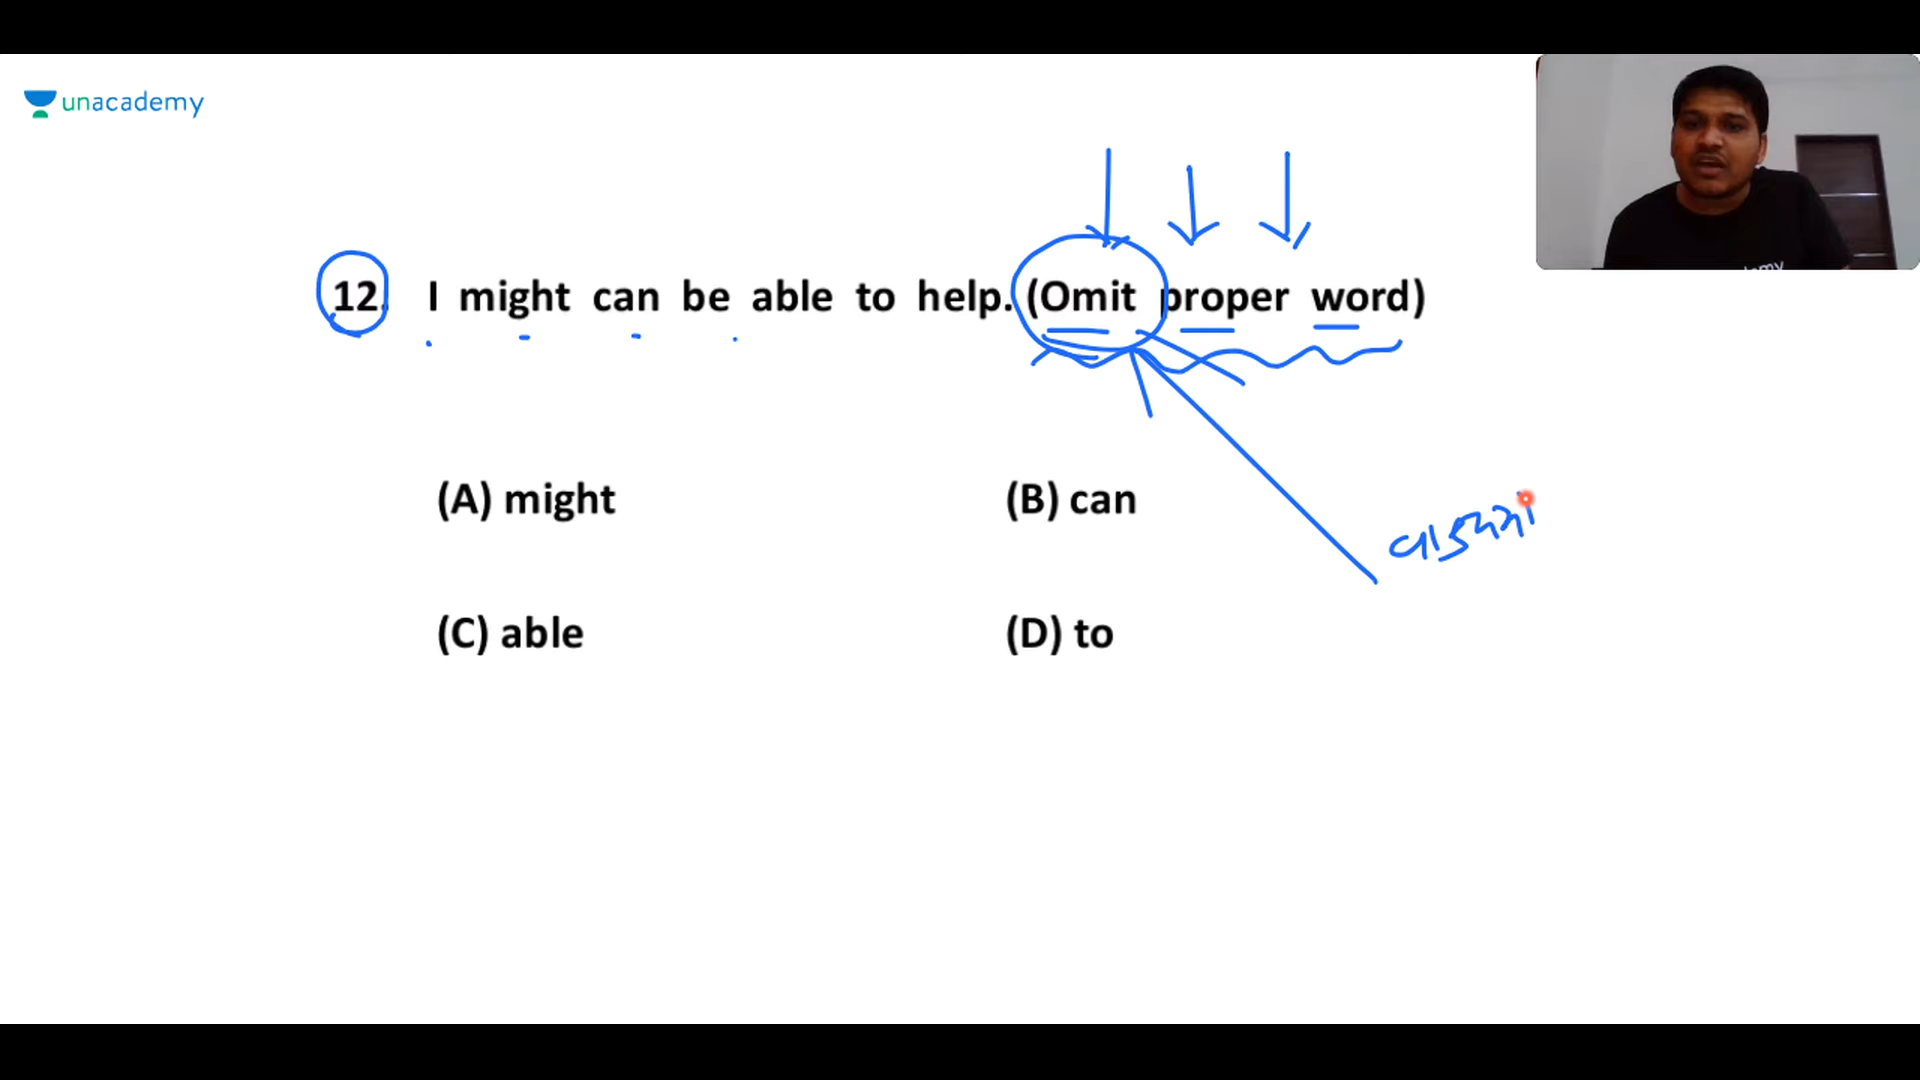 unacademy
12. I might can be able to help. (Omit proper word)
(A) might
(B) can
(C) able
(D) to